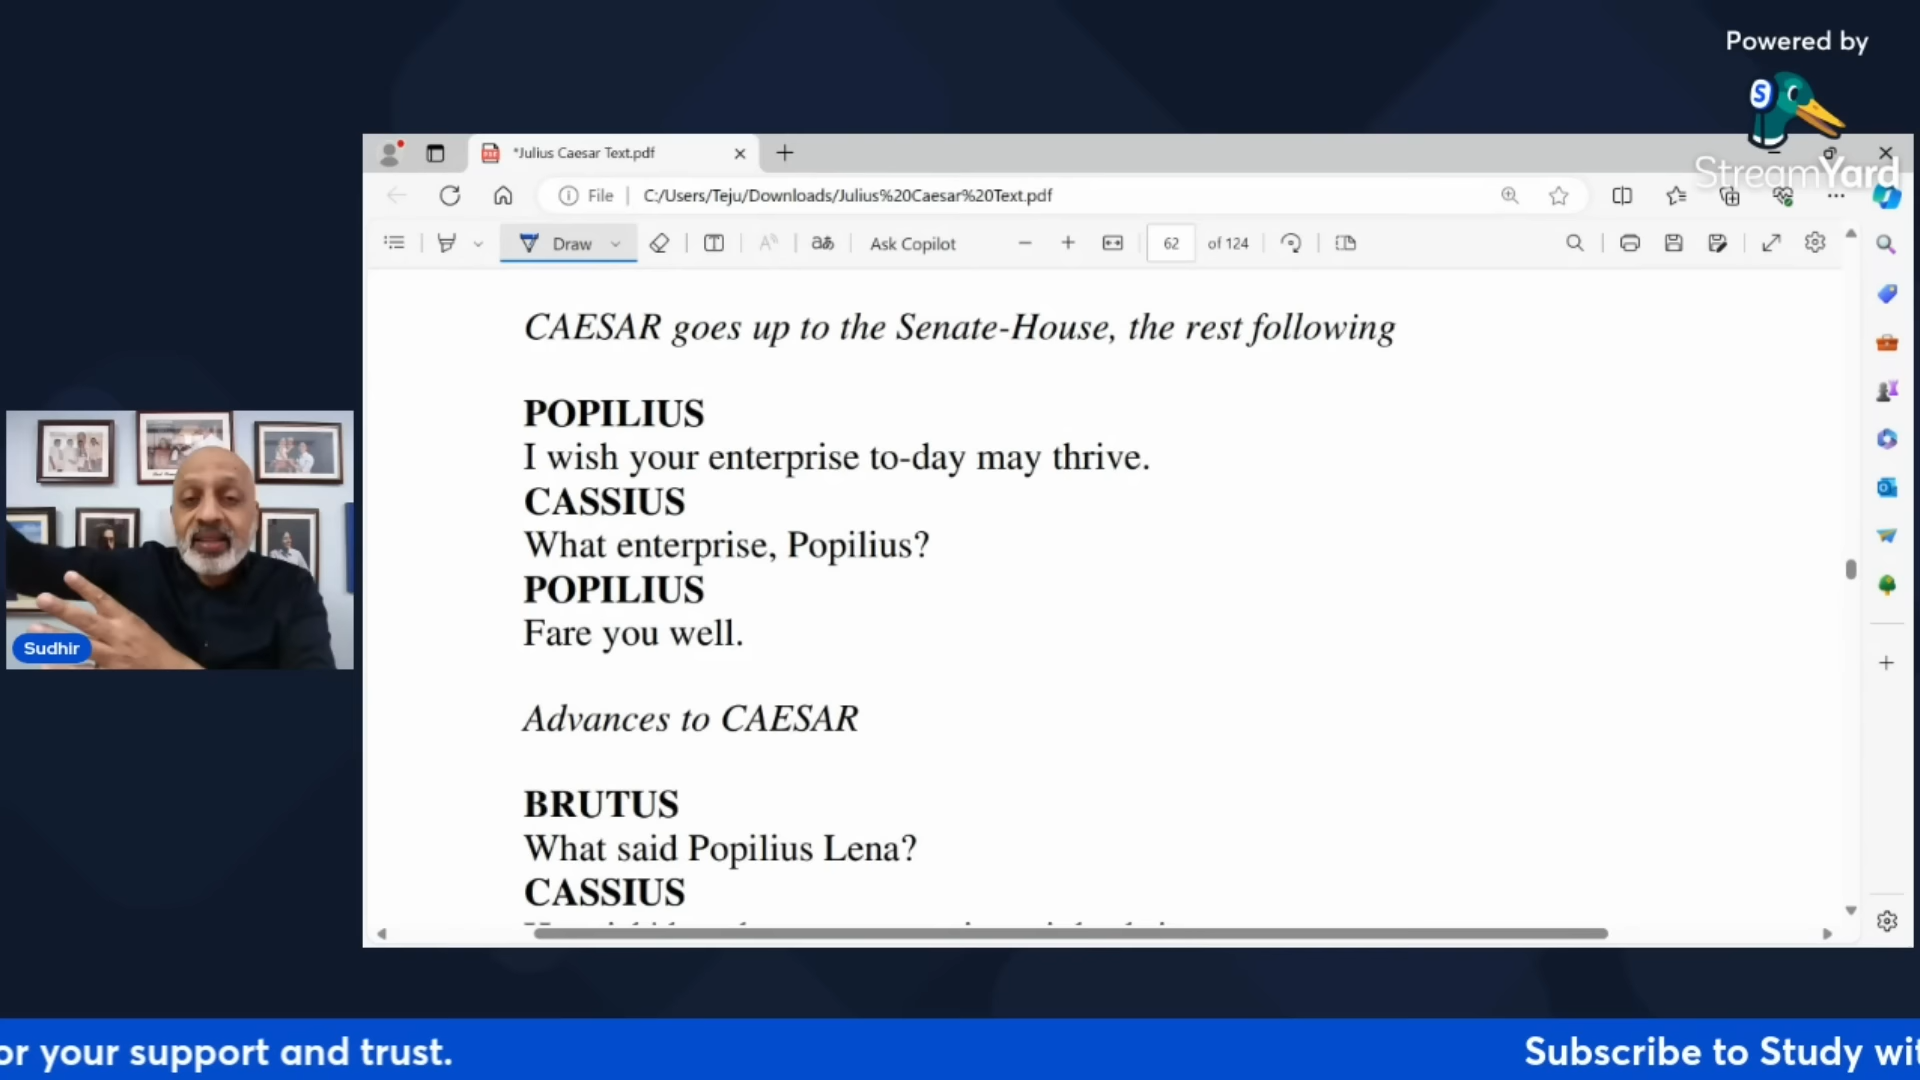 Powered by
StreamYard
*Julius Caesar Text.pdf
File
C:/Users/Teju/Downloads/Julius%20Caesar%20Text.pdf
Draw
Ask Copilot
62 of 124
CAESAR goes up to the Senate-House, the rest following
POPILIUS
I wish your enterprise to-day may thrive.
CASSIUS
What enterprise, Popilius?
POPILIUS
Fare you well.
Advances to CAESAR
BRUTUS
What said Popilius Lena?
CASSIUS
Sudhir
or your support and trust.
Subscribe to Study wit